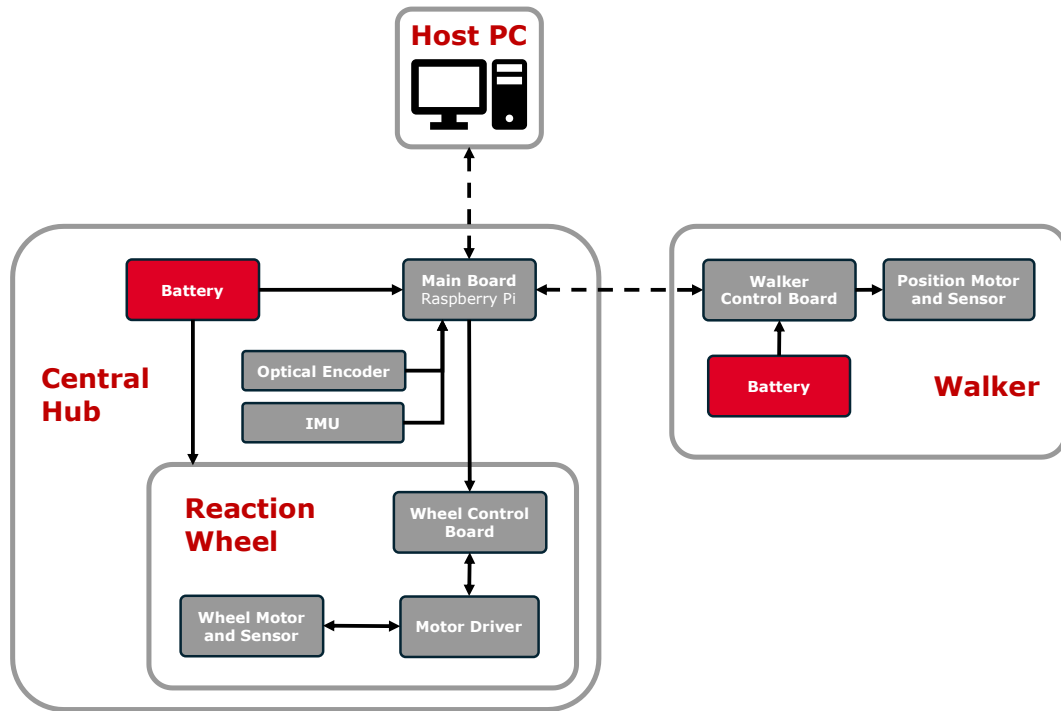 Host PC
Battery
Main Board
Raspberry Pi
Walker
Control Board
Position Motor
and Sensor
Optical Encoder
IMU
Central
Hub
Battery
Walker
Reaction
Wheel
Wheel Control
Board
Wheel Motor
and Sensor
Motor Driver